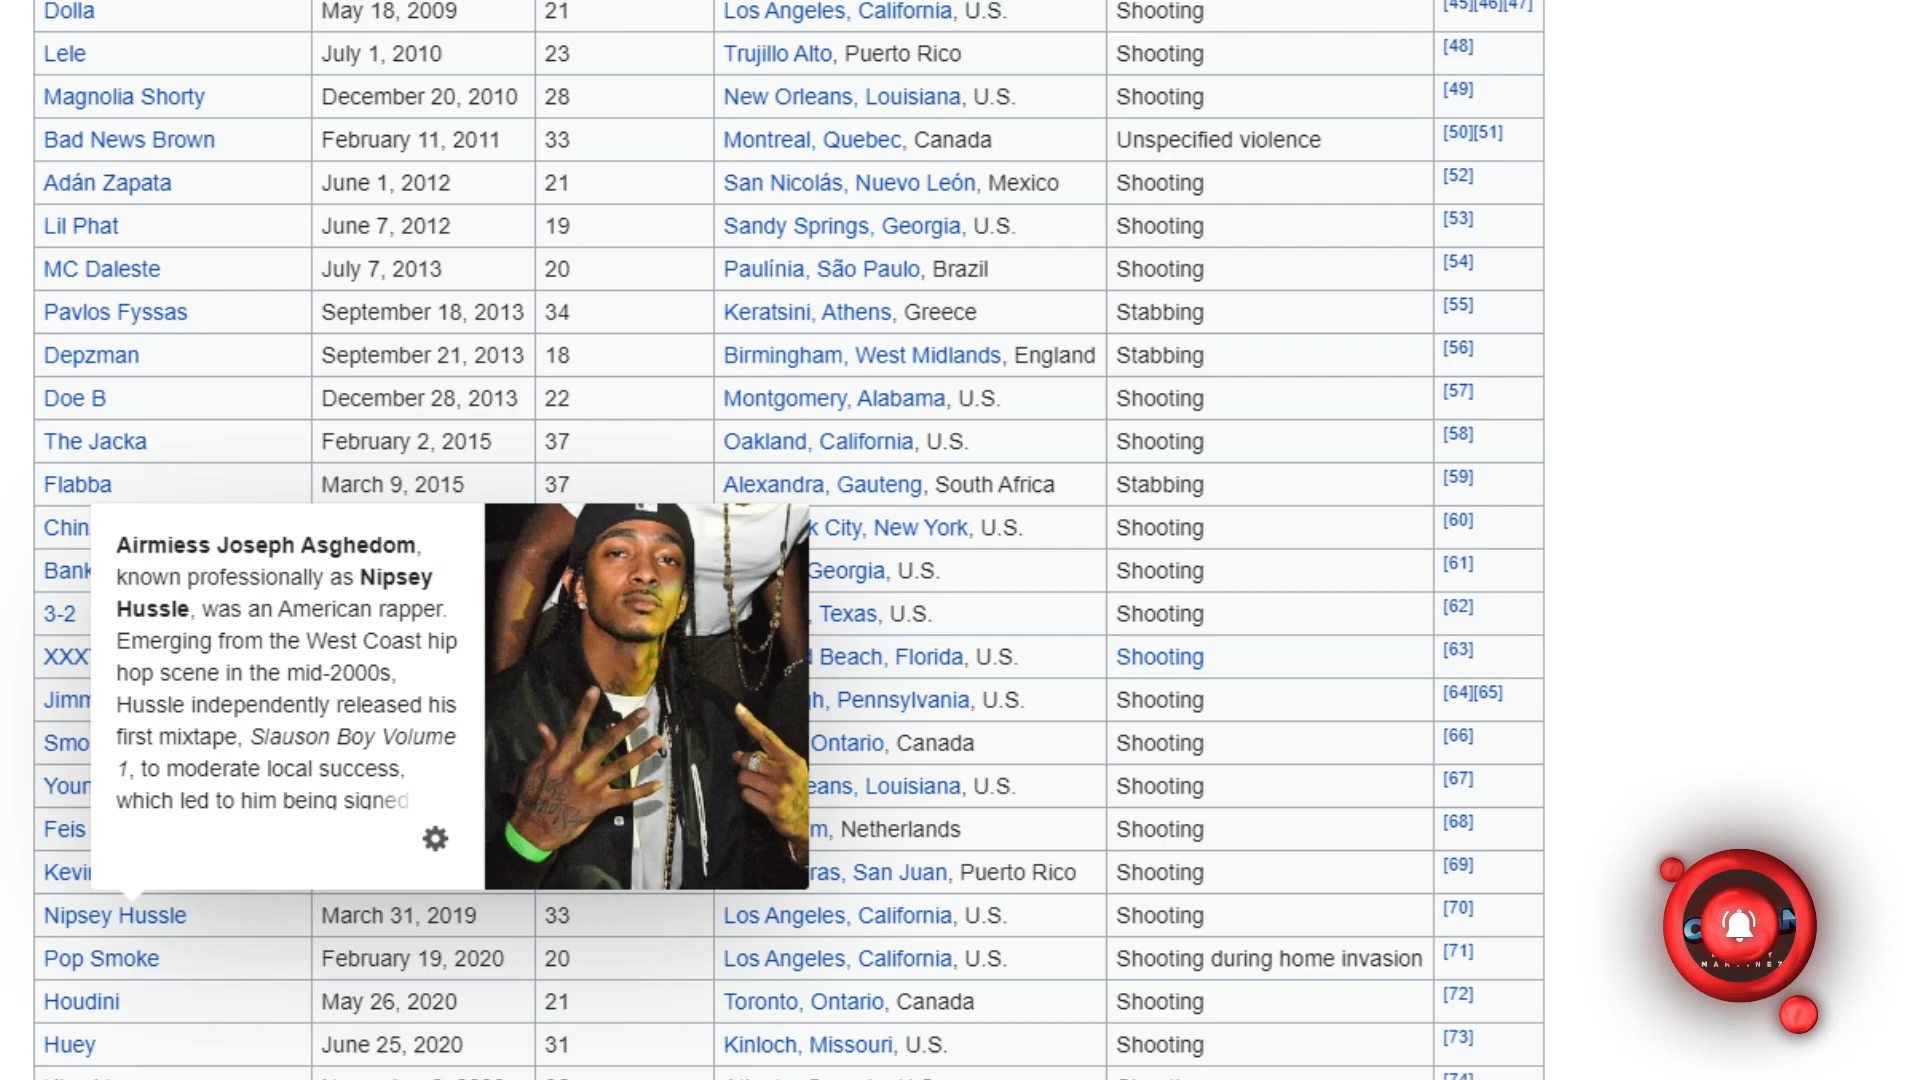 Dolla May 18, 2009 21 Los Angeles, California, U.S. Shooting [45][46][47]
Lele July 1, 2010 23 Trujillo Alto, Puerto Rico Shooting [48]
Magnolia Shorty December 20, 2010 28 New Orleans, Louisiana, U.S. Shooting [49]
Bad News Brown February 11, 2011 33 Montreal, Quebec, Canada Unspecified violence [50][51]
Adán Zapata June 1, 2012 21 San Nicolás, Nuevo León, Mexico Shooting [52]
Lil Phat June 7, 2012 19 Sandy Springs, Georgia, U.S. Shooting [53]
MC Daleste July 7, 2013 20 Paulínia, São Paulo, Brazil Shooting [54]
Pavlos Fyssas September 18, 2013 34 Keratsini, Athens, Greece Stabbing [55]
Depzman September 21, 2013 18 Birmingham, West Midlands, England Stabbing [56]
Doe B December 28, 2013 22 Montgomery, Alabama, U.S. Shooting [57]
The Jacka February 2, 2015 37 Oakland, California, U.S. Shooting [58]
Flabba March 9, 2015 37 Alexandra, Gauteng, South Africa Stabbing [59]
Chin k City, New York, U.S. Shooting [60]
Bank Georgia, U.S. Shooting [61]
3-2 , Texas, U.S. Shooting [62]
XXX Beach, Florida, U.S. Shooting [63]
Jimm h, Pennsylvania, U.S. Shooting [64][65]
Smo Ontario, Canada Shooting [66]
Youn eans, Louisiana, U.S. Shooting [67]
Feis m, Netherlands Shooting [68]
Kevi ras, San Juan, Puerto Rico Shooting [69]
Airmiess Joseph Asghedom,
known professionally as Nipsey
Hussle, was an American rapper.
Emerging from the West Coast hip
hop scene in the mid-2000s,
Hussle independently released his
first mixtape, Slauson Boy Volume
1, to moderate local success,
which led to him being signed
Nipsey Hussle March 31, 2019 33 Los Angeles, California, U.S. Shooting [70]
Pop Smoke February 19, 2020 20 Los Angeles, California, U.S. Shooting during home invasion [71]
Houdini May 26, 2020 21 Toronto, Ontario, Canada Shooting [72]
Huey June 25, 2020 31 Kinloch, Missouri, U.S. Shooting [73]